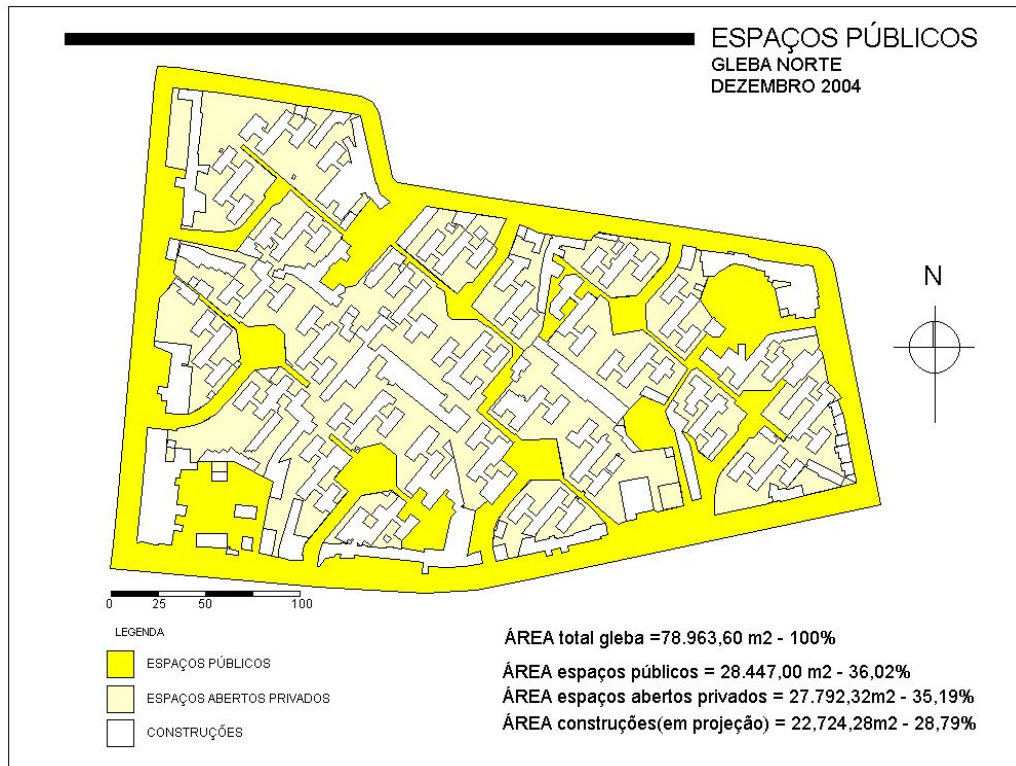 ESPAÇOS PÚBLICOS
GLEBA NORTE
DEZEMBRO 2004
N
0 25 50 100
LEGENDA
ESPAÇOS PÚBLICOS
ESPAÇOS ABERTOS PRIVADOS
CONSTRUÇÕES
ÁREA total gleba =78.963,60 m2 - 100%
ÁREA espaços públicos = 28.447,00 m2 - 36,02%
ÁREA espaços abertos privados = 27.792,32m2 - 35,19%
ÁREA construções(em projeção) = 22,724,28m2 - 28,79%